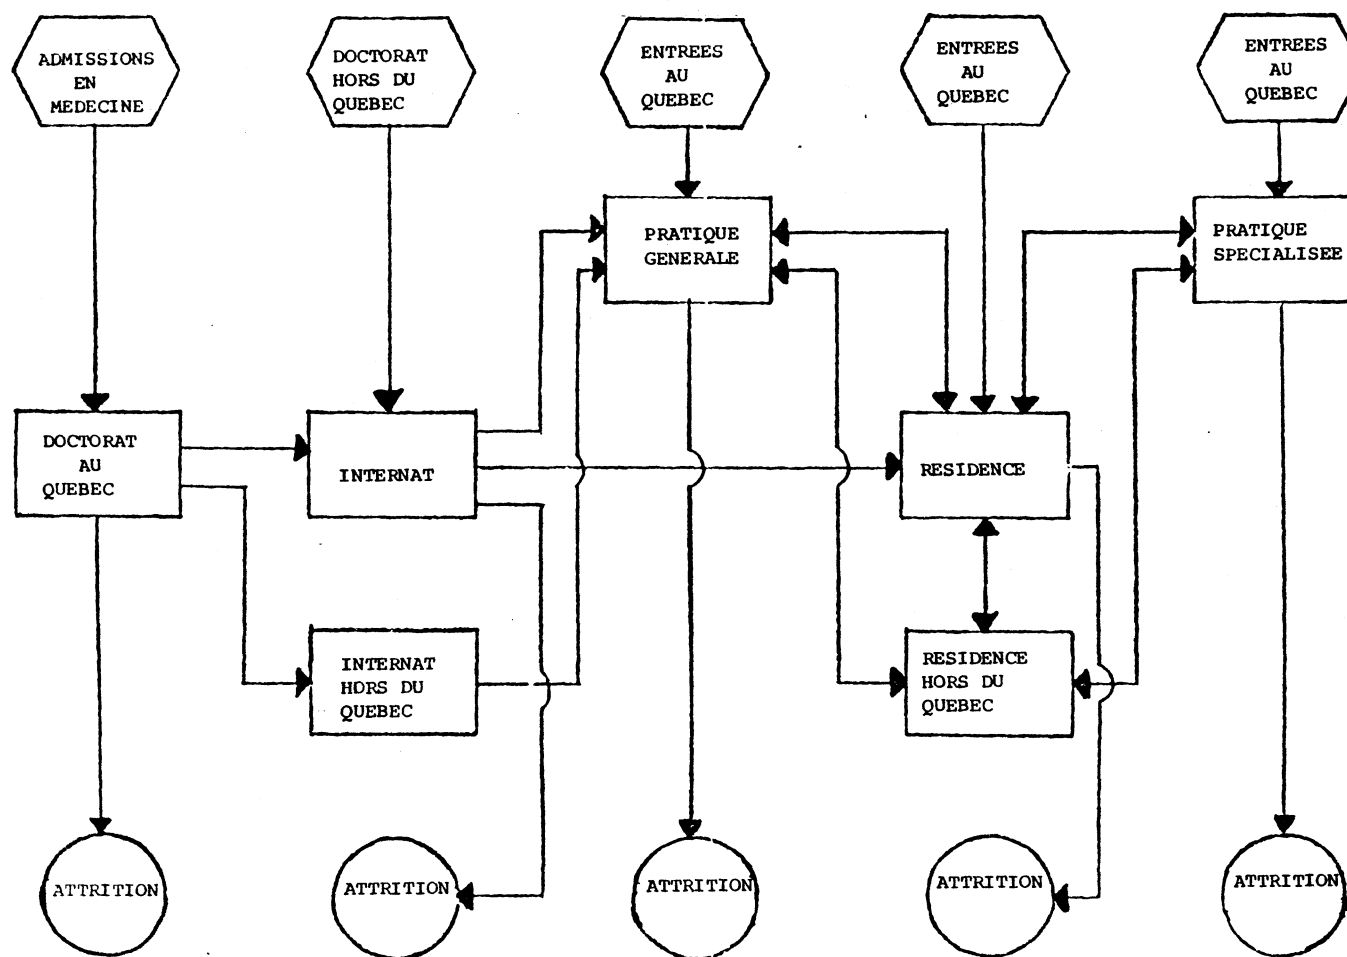 ADMISSIONS
EN
MEDECINE
DOCTORAT
HORS DU
QUEBEC
ENTREES
AU
QUEBEC
ENTREES
AU
QUEBEC
ENTREES
AU
QUEBEC
PRATIQUE
GENERALE
PRATIQUE
SPECIALISEE
DOCTORAT
AU
QUEBEC
INTERNAT
RESIDENCE
INTERNAT
HORS DU
QUEBEC
RESIDENCE
HORS DU
QUEBEC
ATTRITION
ATTRITION
ATTRITION
ATTRITION
ATTRITION